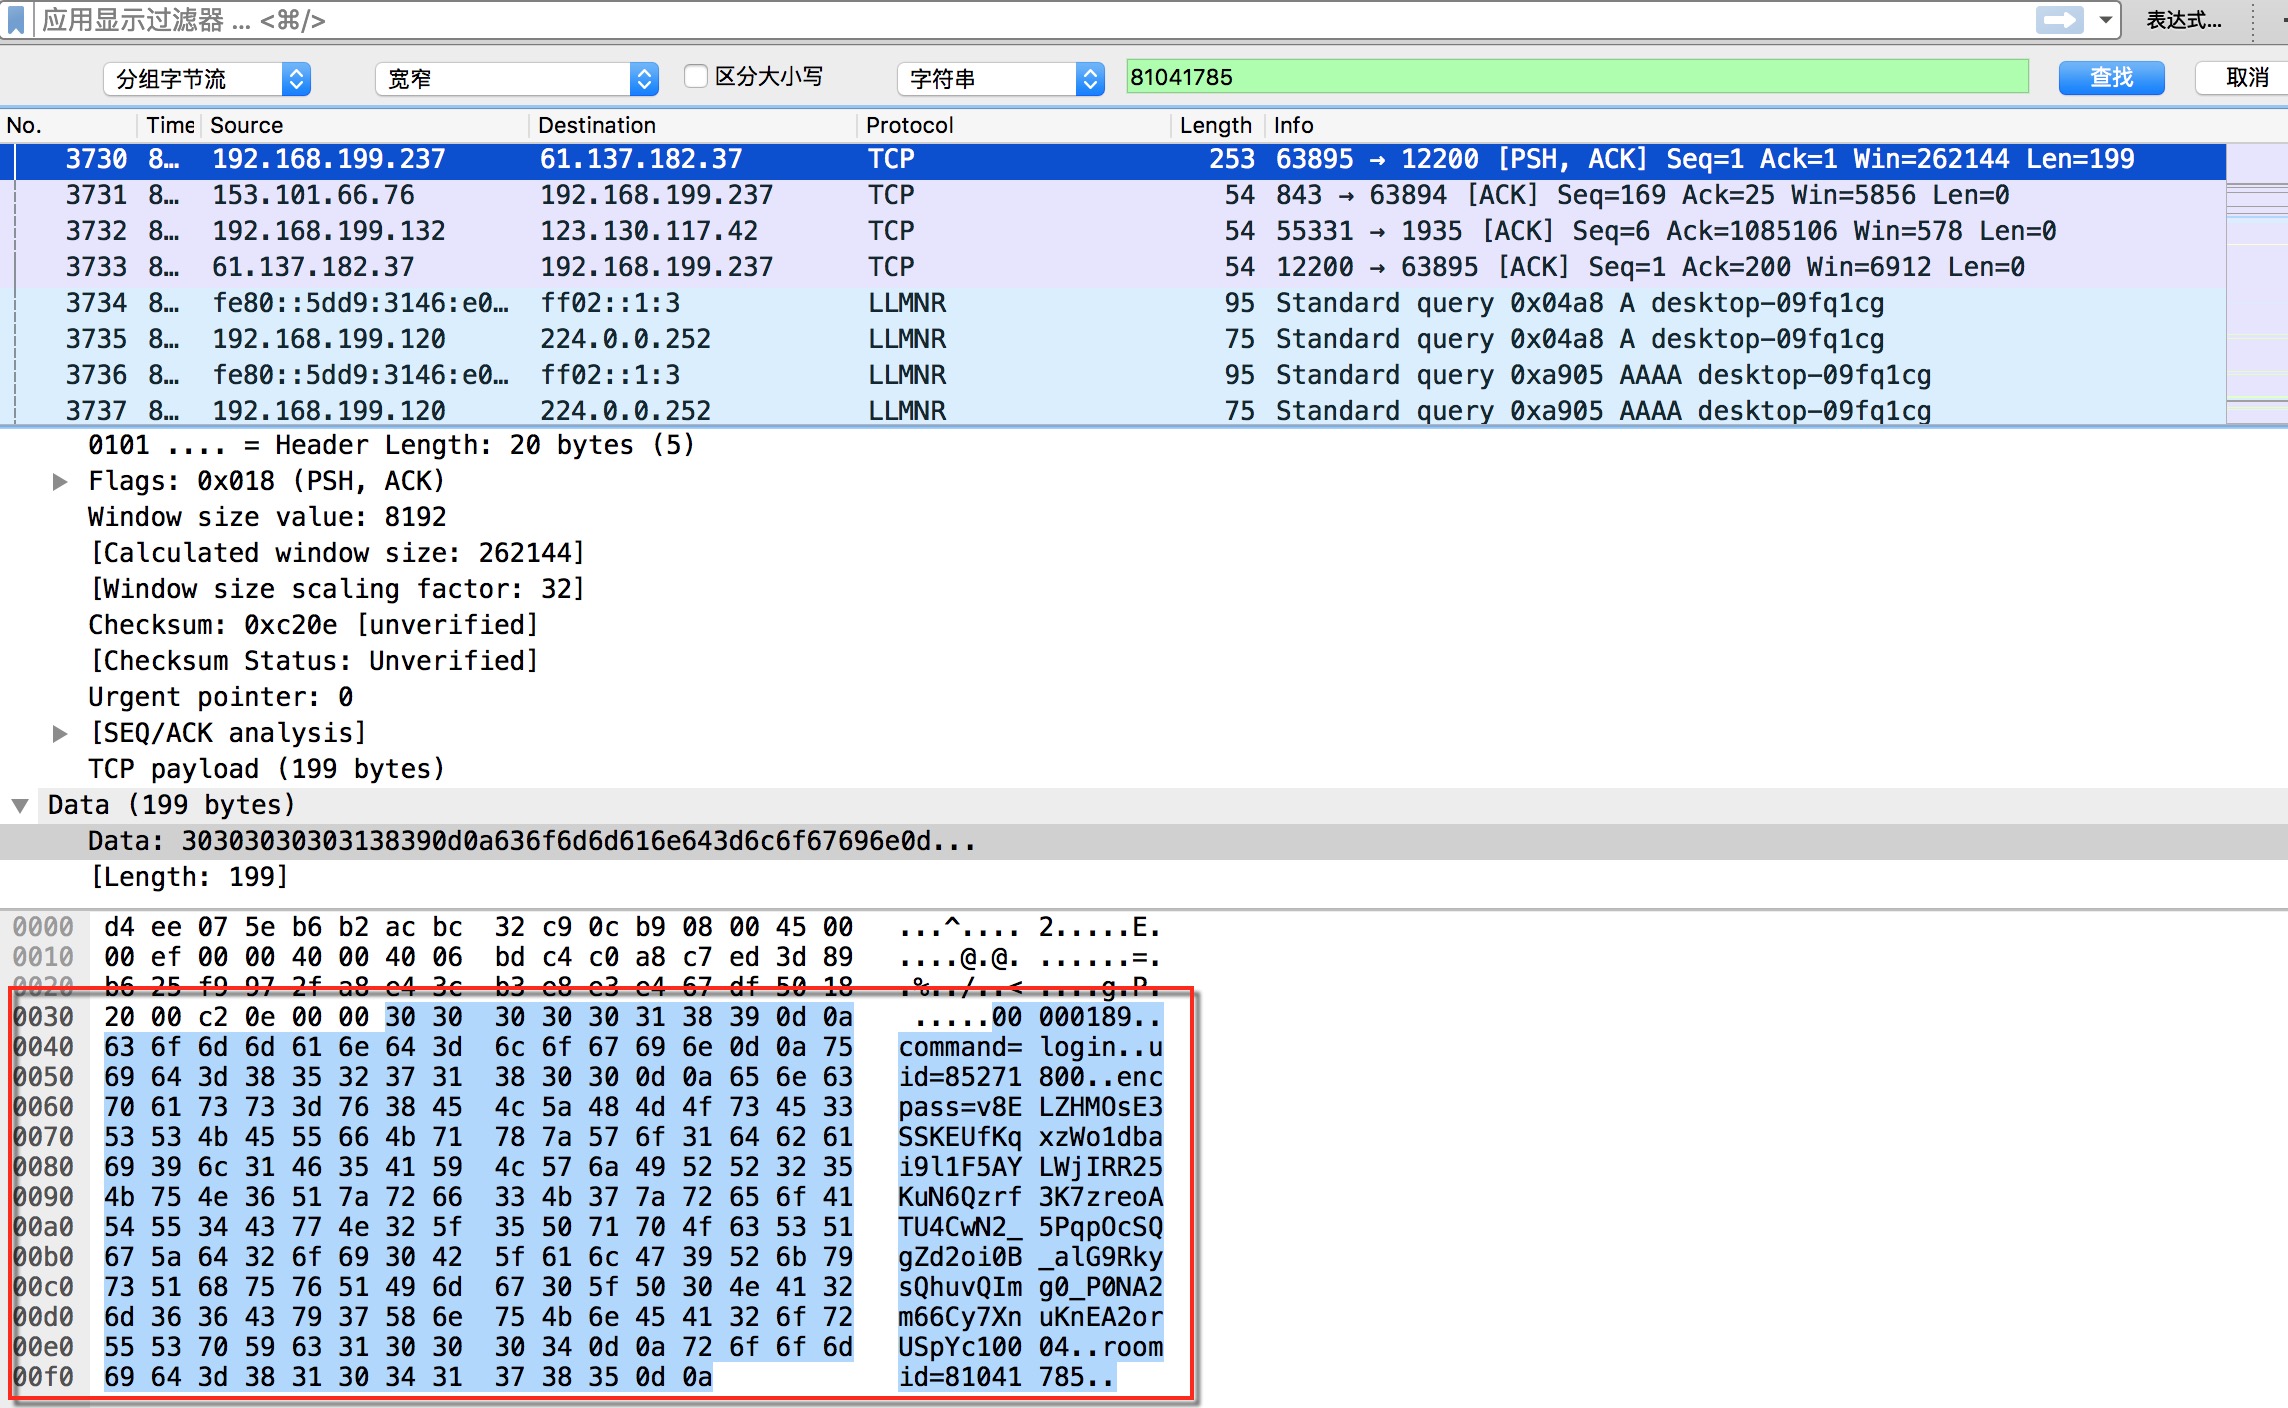 应用显示过滤器 … <⌘/> 表达式…
分组字节流 宽窄 区分大小写 字符串 81041785 查找 取消
No. Time Source Destination Protocol Length Info
3730 8… 192.168.199.237 61.137.182.37 TCP 253 63895 → 12200 [PSH, ACK] Seq=1 Ack=1 Win=262144 Len=199
3731 8… 153.101.66.76 192.168.199.237 TCP 54 843 → 63894 [ACK] Seq=169 Ack=25 Win=5856 Len=0
3732 8… 192.168.199.132 123.130.117.42 TCP 54 55331 → 1935 [ACK] Seq=6 Ack=1085106 Win=578 Len=0
3733 8… 61.137.182.37 192.168.199.237 TCP 54 12200 → 63895 [ACK] Seq=1 Ack=200 Win=6912 Len=0
3734 8… fe80::5dd9:3146:e0… ff02::1:3 LLMNR 95 Standard query 0x04a8 A desktop-09fq1cg
3735 8… 192.168.199.120 224.0.0.252 LLMNR 75 Standard query 0x04a8 A desktop-09fq1cg
3736 8… fe80::5dd9:3146:e0… ff02::1:3 LLMNR 95 Standard query 0xa905 AAAA desktop-09fq1cg
3737 8… 192.168.199.120 224.0.0.252 LLMNR 75 Standard query 0xa905 AAAA desktop-09fq1cg
0101 .... = Header Length: 20 bytes (5)
Flags: 0x018 (PSH, ACK)
Window size value: 8192
[Calculated window size: 262144]
[Window size scaling factor: 32]
Checksum: 0xc20e [unverified]
[Checksum Status: Unverified]
Urgent pointer: 0
[SEQ/ACK analysis]
TCP payload (199 bytes)
Data (199 bytes)
Data: 30303030303138390d0a636f6d6d616e643d6c6f67696e0d...
[Length: 199]
0000 d4 ee 07 5e b6 b2 ac bc 32 c9 0c b9 08 00 45 00 ...^.... 2.....E.
0010 00 ef 00 00 40 00 40 06 bd c4 c0 a8 c7 ed 3d 89 ....@.@. ......=.
0020 b6 25 f9 97 2f a8 e4 3c b3 e8 e3 e4 67 df 50 18 .%../..< ....g.P.
0030 20 00 c2 0e 00 00 30 30 30 30 30 31 38 39 0d 0a .....00 000189..
0040 63 6f 6d 6d 61 6e 64 3d 6c 6f 67 69 6e 0d 0a 75 command= login..u
0050 69 64 3d 38 35 32 37 31 38 30 30 0d 0a 65 6e 63 id=85271 800..enc
0060 70 61 73 73 3d 76 38 45 4c 5a 48 4d 4f 73 45 33 pass=v8E LZHMOsE3
0070 53 53 4b 45 55 66 4b 71 78 7a 57 6f 31 64 62 61 SSKEUfKq xzWo1dba
0080 69 39 6c 31 46 35 41 59 4c 57 6a 49 52 52 32 35 i9l1F5AY LWjIRR25
0090 4b 75 4e 36 51 7a 72 66 33 4b 37 7a 72 65 6f 41 KuN6Qzrf 3K7zreoA
00a0 54 55 34 43 77 4e 32 5f 35 50 71 70 4f 63 53 51 TU4CwN2_ 5PqpOcSQ
00b0 67 5a 64 32 6f 69 30 42 5f 61 6c 47 39 52 6b 79 gZd2oi0B _alG9Rky
00c0 73 51 68 75 76 51 49 6d 67 30 5f 50 30 4e 41 32 sQhuvQIm g0_P0NA2
00d0 6d 36 36 43 79 37 58 6e 75 4b 6e 45 41 32 6f 72 m66Cy7Xn uKnEA2or
00e0 55 53 70 59 63 31 30 30 30 34 0d 0a 72 6f 6f 6d USpYc100 04..room
00f0 69 64 3d 38 31 30 34 31 37 38 35 0d 0a id=81041 785..